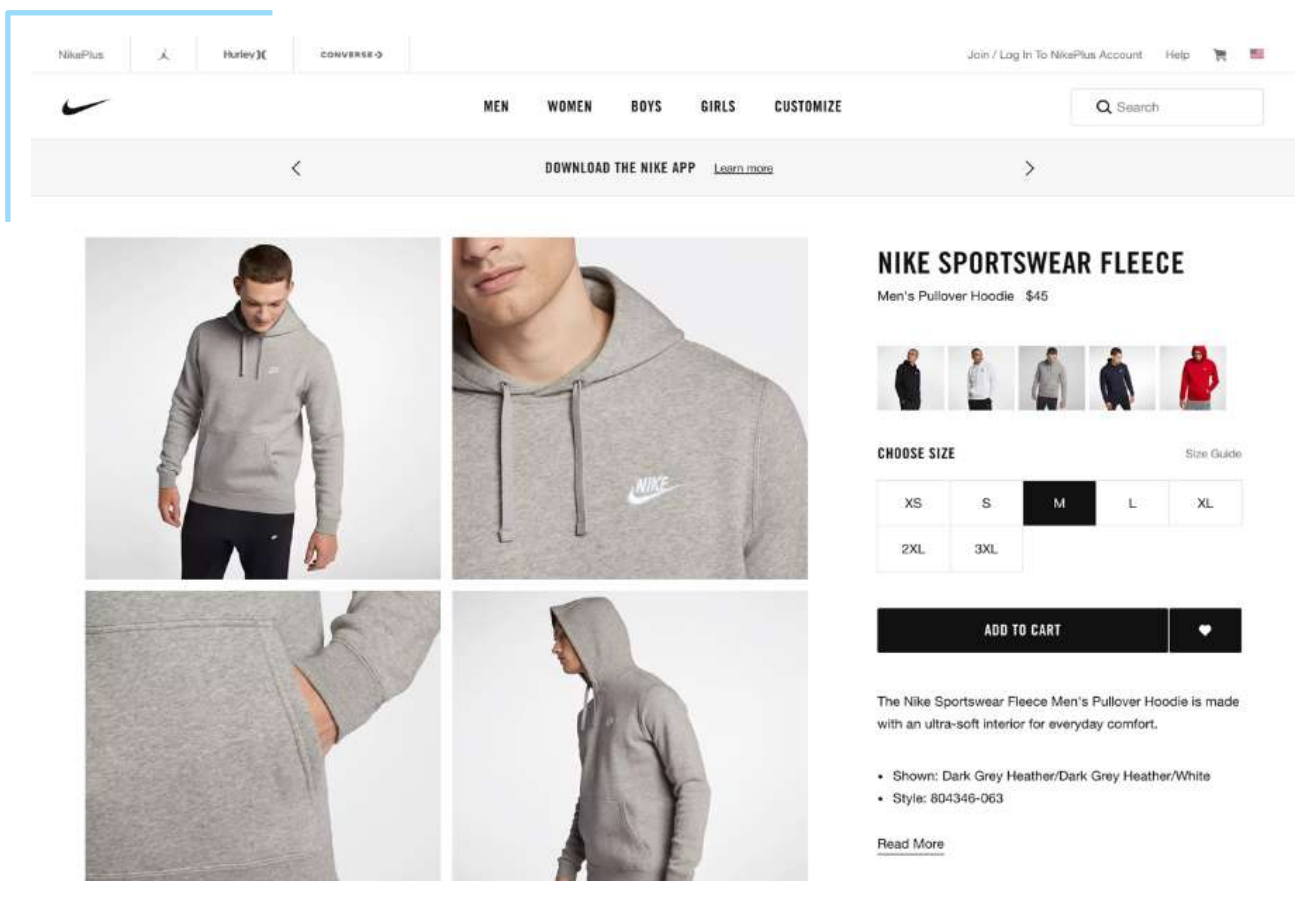 NikePlus
Hurley )(
CONVERSE
Join / Log In To NikePlus Account
Help
MEN
WOMEN
BOYS
GIRLS
CUSTOMIZE
Search
DOWNLOAD THE NIKE APP Learn more
NIKE SPORTSWEAR FLEECE
Men's Pullover Hoodie $45
NIKE
CHOOSE SIZE
Size Guide
XS
S
M
L
XL
2XL
3XL
ADD TO CART
The Nike Sportswear Fleece Men's Pullover Hoodie is made
with an ultra-soft interior for everyday comfort.
• Shown: Dark Grey Heather/Dark Grey Heather/White
• Style: 804346-063
Read More